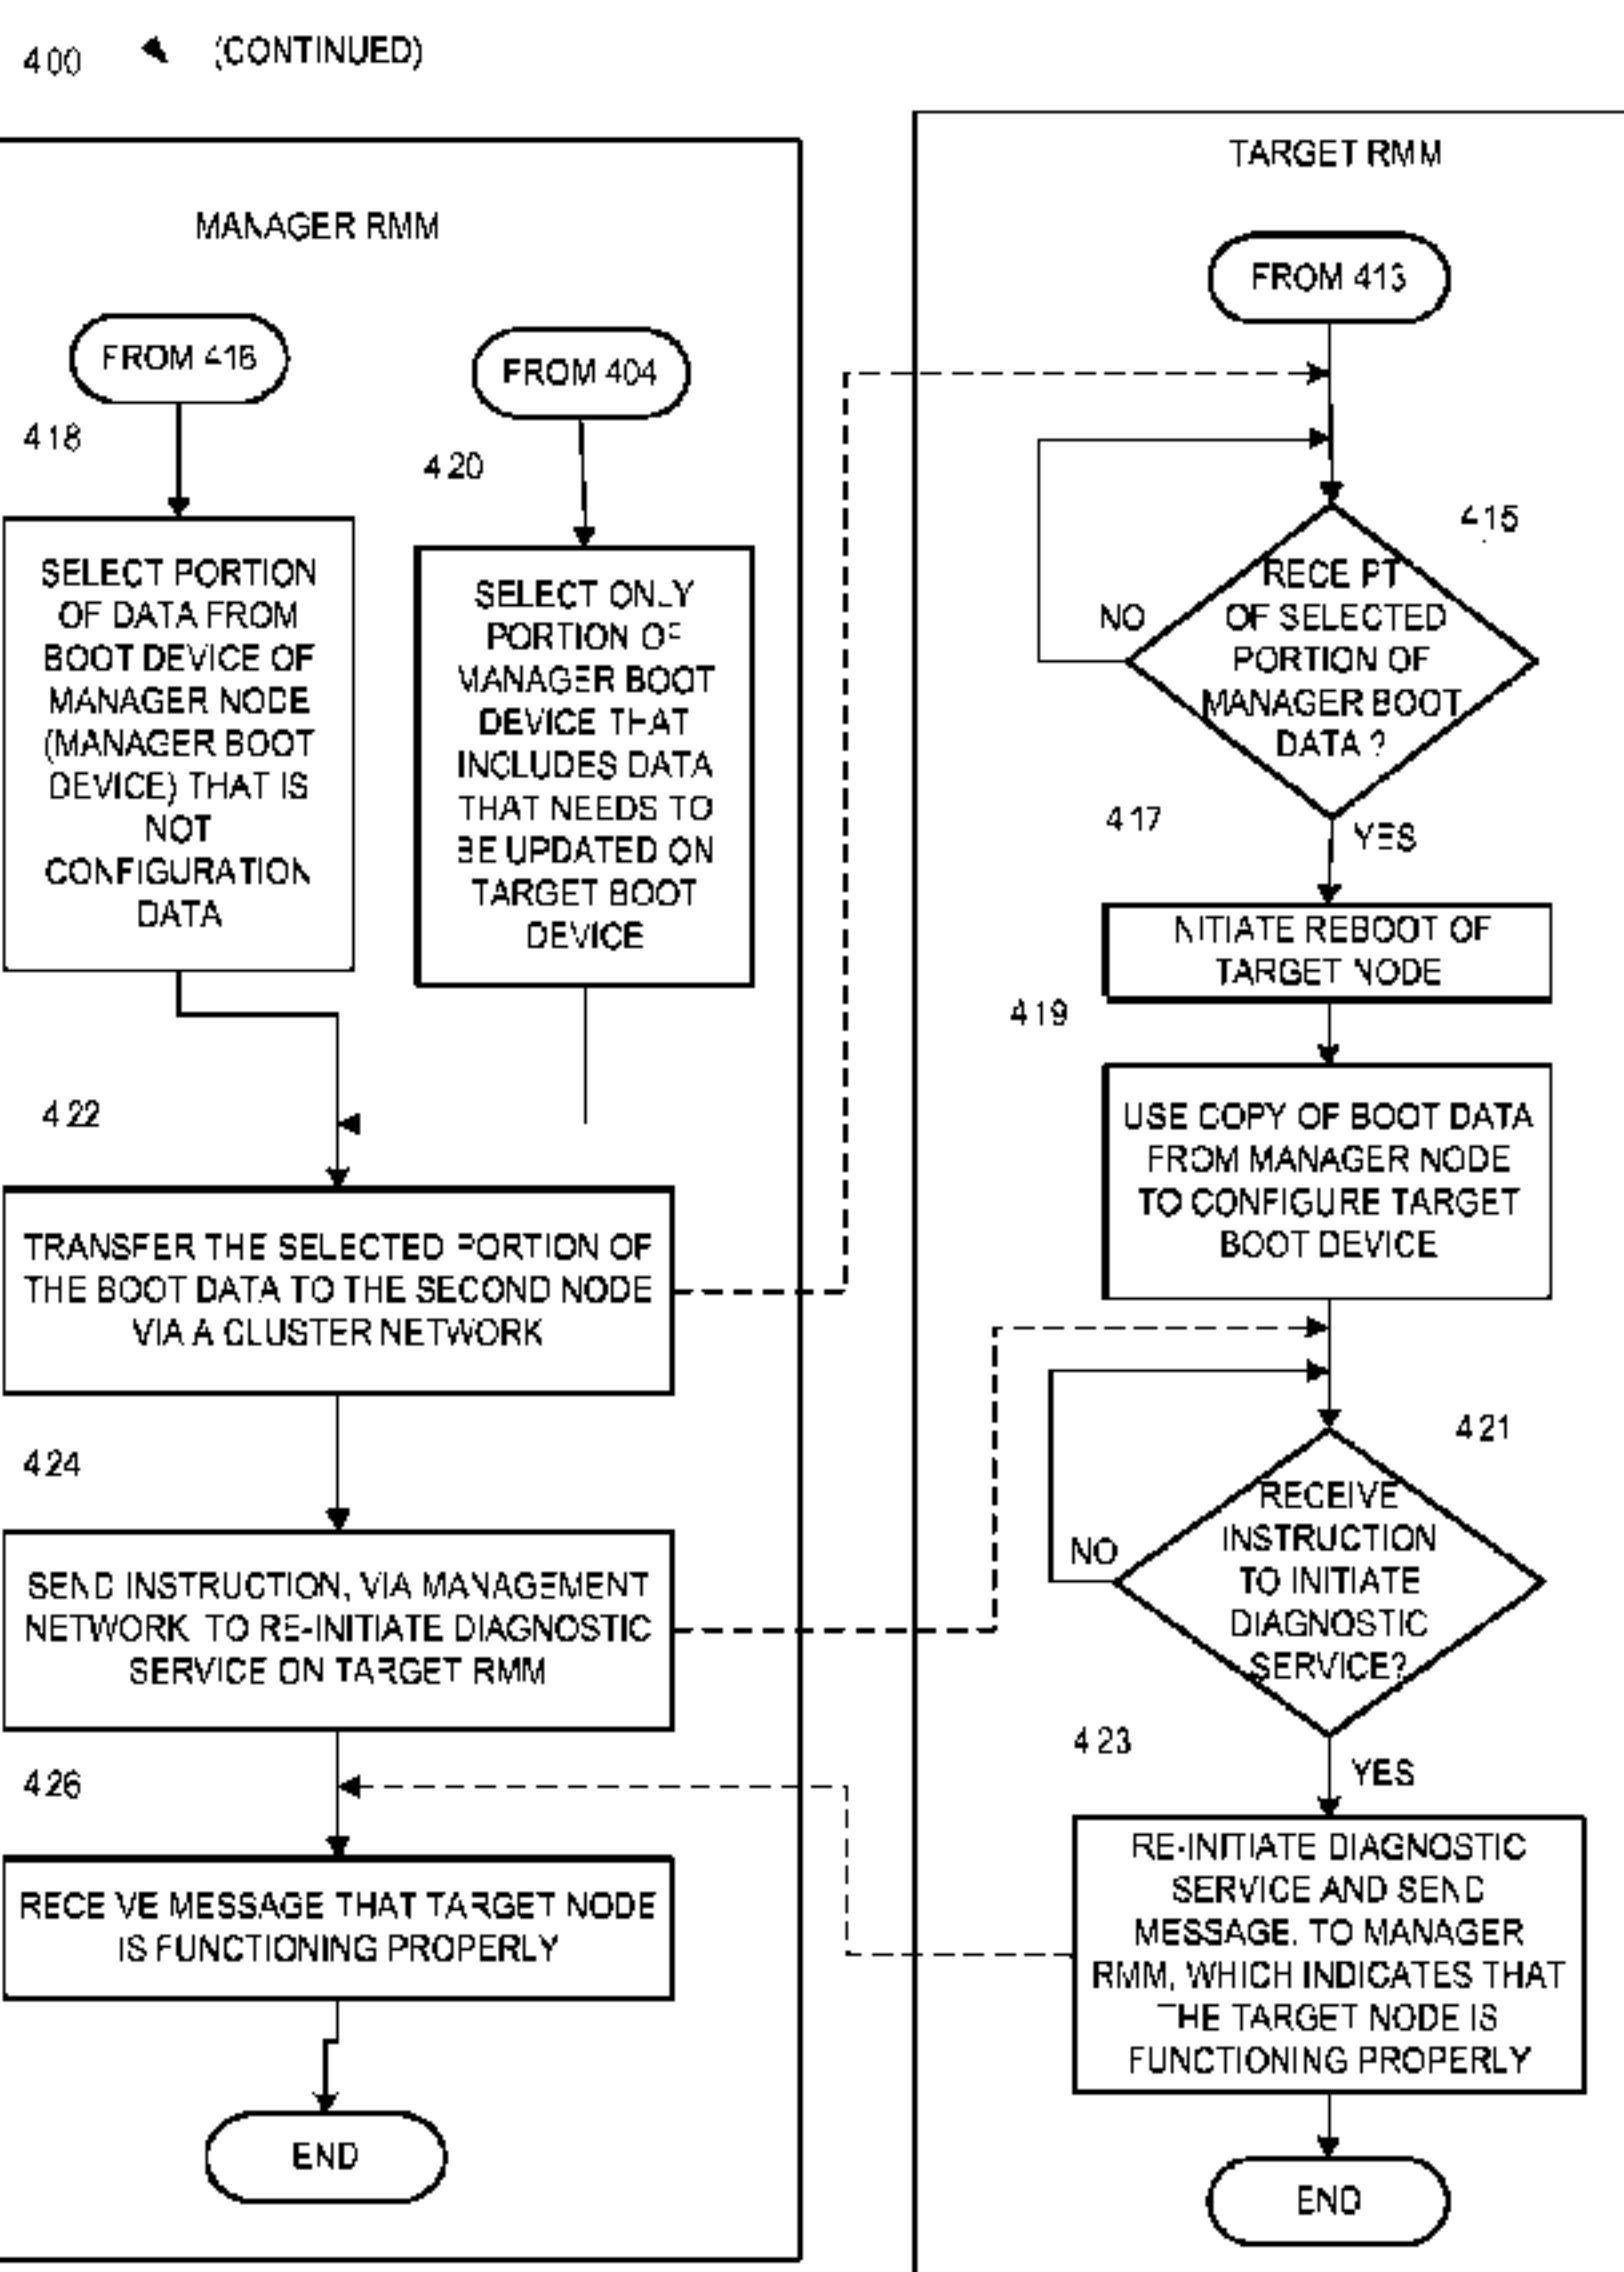 400 (CONTINUED)
MANAGER RMM
FROM 416
FROM 404
418
420
SELECT PORTION
OF DATA FROM
BOOT DEVICE OF
MANAGER NODE
(MANAGER BOOT
DEVICE) THAT IS
NOT
CONFIGURATION
DATA
SELECT ONLY
PORTION OF
MANAGER BOOT
DEVICE THAT
INCLUDES DATA
THAT NEEDS TO
BE UPDATED ON
TARGET BOOT
DEVICE
422
TRANSFER THE SELECTED PORTION OF
THE BOOT DATA TO THE SECOND NODE
VIA A CLUSTER NETWORK
424
SEND INSTRUCTION, VIA MANAGEMENT
NETWORK TO RE-INITIATE DIAGNOSTIC
SERVICE ON TARGET RMM
426
RECEIVE MESSAGE THAT TARGET NODE
IS FUNCTIONING PROPERLY
END
TARGET RMM
FROM 413
415
RECEIPT
OF SELECTED
PORTION OF
MANAGER BOOT
DATA ?
NO
YES
417
INITIATE REBOOT OF
TARGET NODE
419
USE COPY OF BOOT DATA
FROM MANAGER NODE
TO CONFIGURE TARGET
BOOT DEVICE
421
RECEIVE
INSTRUCTION
TO INITIATE
DIAGNOSTIC
SERVICE?
NO
YES
423
RE-INITIATE DIAGNOSTIC
SERVICE AND SEND
MESSAGE, TO MANAGER
RMM, WHICH INDICATES THAT
THE TARGET NODE IS
FUNCTIONING PROPERLY
END